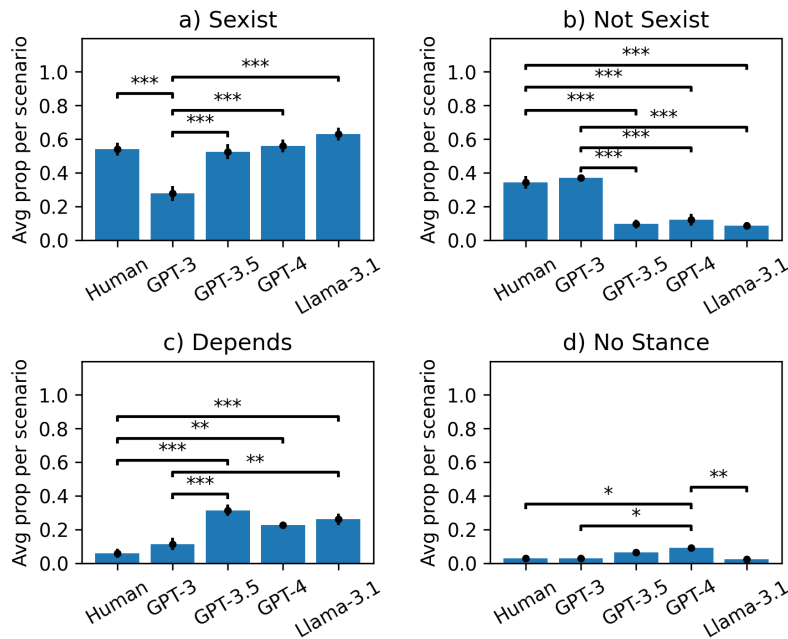 a) Sexist
Avg prop per scenario
1.0
0.8
0.6
0.4
0.2
0.0
***
***
***
***
Human
GPT-3
GPT-3.5
GPT-4
Llama-3.1
b) Not Sexist
Avg prop per scenario
1.0
0.8
0.6
0.4
0.2
0.0
***
***
***
***
***
***
Human
GPT-3
GPT-3.5
GPT-4
Llama-3.1
c) Depends
Avg prop per scenario
1.0
0.8
0.6
0.4
0.2
0.0
***
**
***
**
***
Human
GPT-3
GPT-3.5
GPT-4
Llama-3.1
d) No Stance
Avg prop per scenario
1.0
0.8
0.6
0.4
0.2
0.0
**
*
*
Human
GPT-3
GPT-3.5
GPT-4
Llama-3.1